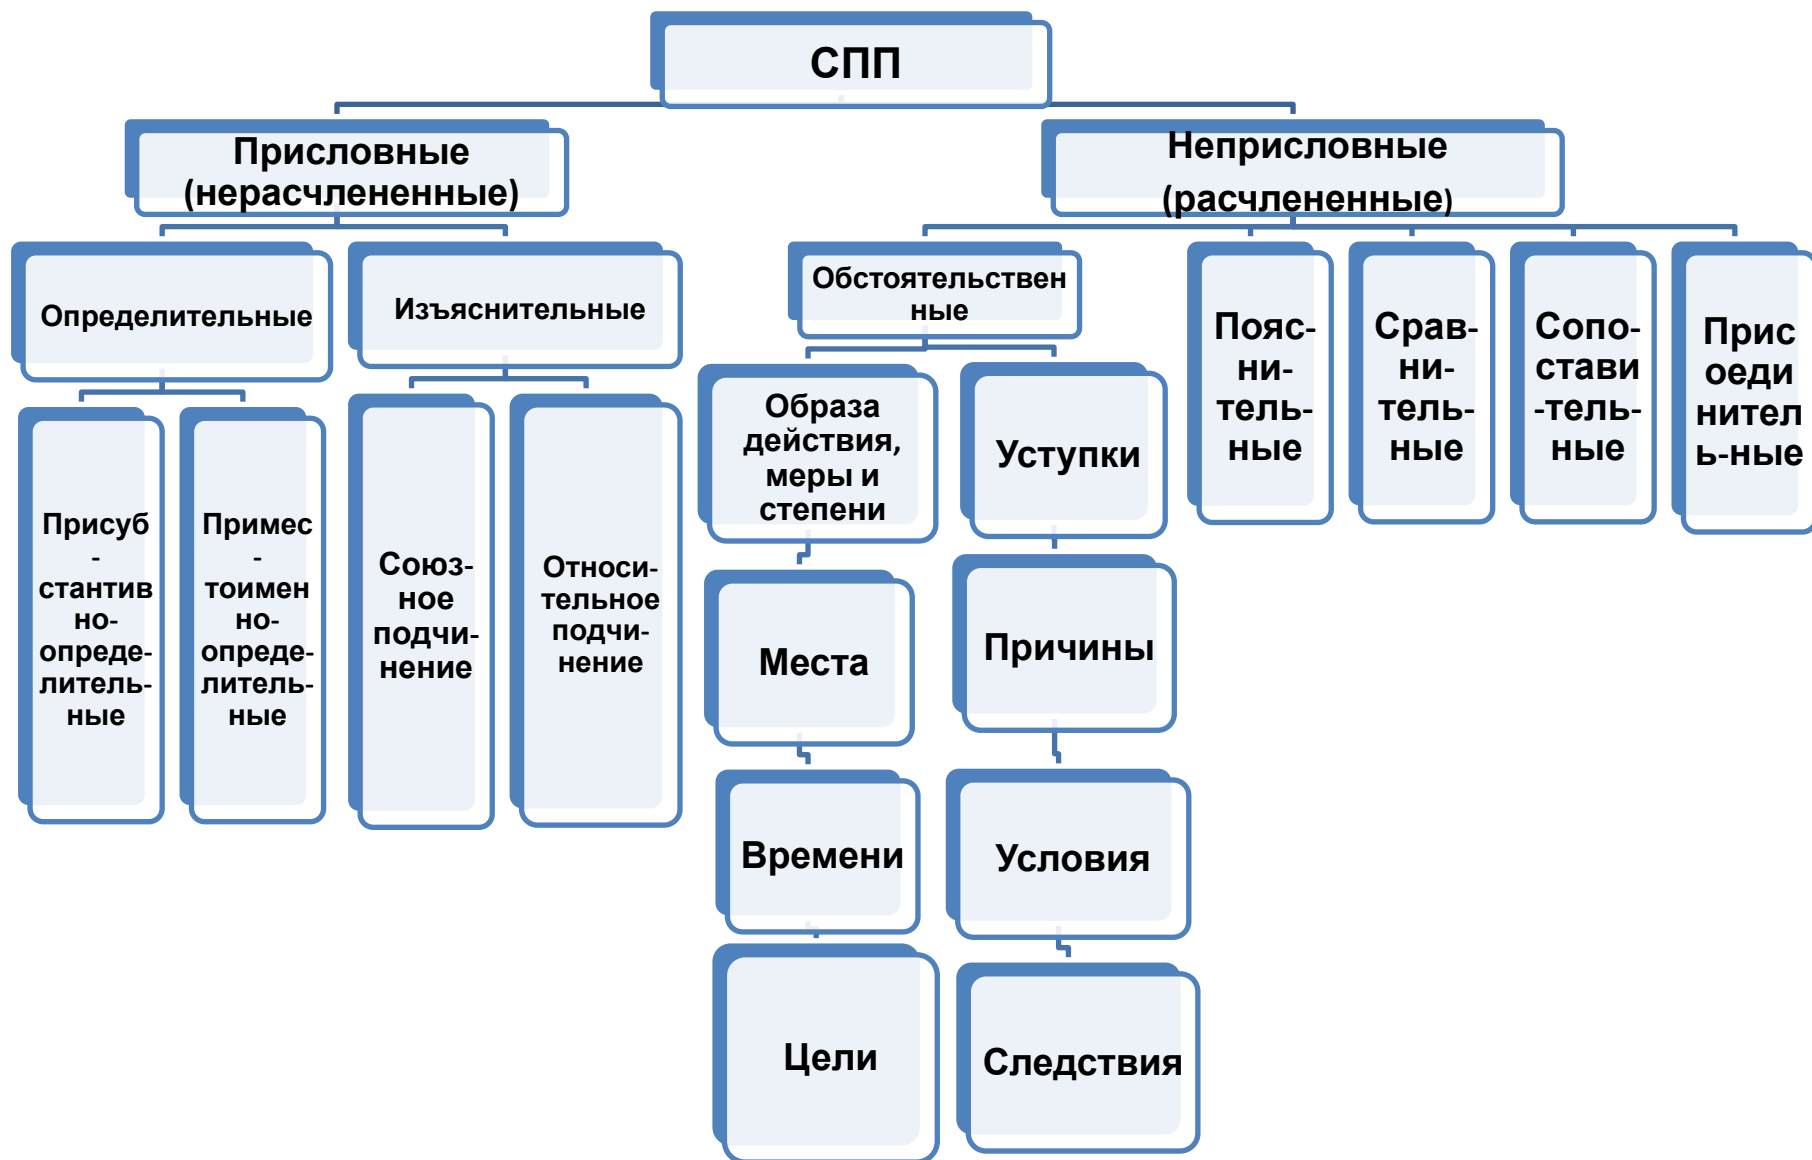 СПП
Присловные
(нерасчлененные)
Неприсловные
(расчлененные)
Определительные
Изъяснительные
Обстоятельствен
ные
Пояс-
ни-
тель-
ные
Срав-
ни-
тель-
ные
Сопо-
стави
-тель-
ные
Прис
оеди
нител
ь-ные
Присуб
-
стантив
но-
опреде-
литель-
ные
Примес
-
тоимен
но-
опреде-
литель-
ные
Союз-
ное
подчи-
нение
Относи-
тельное
подчи-
нение
Образа
действия,
меры и
степени
Уступки
Места
Причины
Времени
Условия
Цели
Следствия